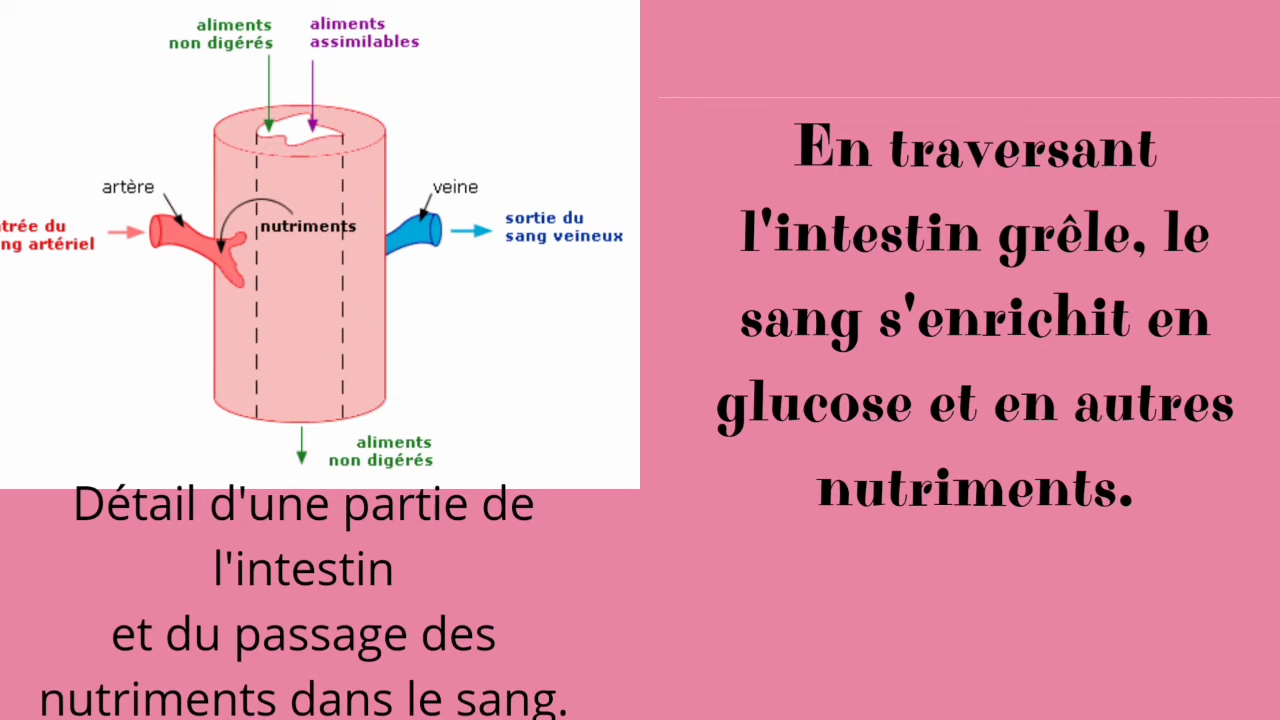 aliments
non digérés
aliments
assimilables
artère
veine
nutriments
trée du
ng artériel
sortie du
sang veineux
aliments
non digérés
Détail d'une partie de
l'intestin
et du passage des
nutriments dans le sang.
En traversant
l'intestin grêle, le
sang s'enrichit en
glucose et en autres
nutriments.